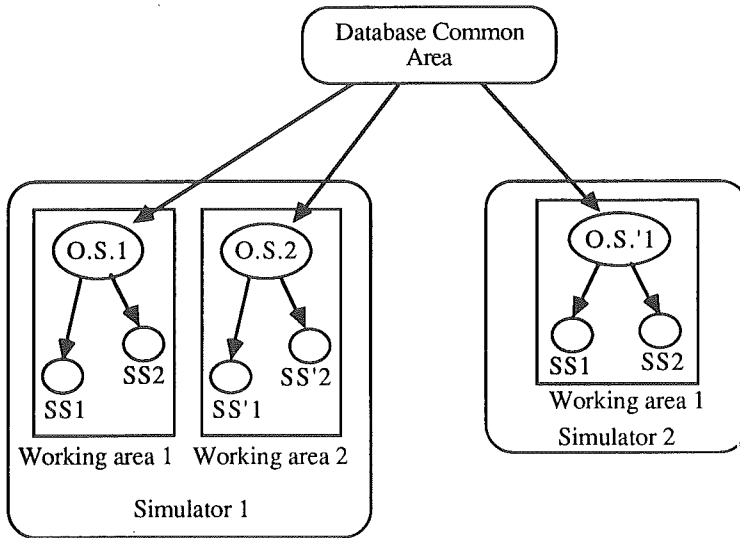 Database Common
Area
O.S.1
O.S.2
O.S.'1
SS2
SS'2
SS1
SS2
SS1
SS'1
Working area 1
Working area 1
Working area 2
Simulator 2
Simulator 1